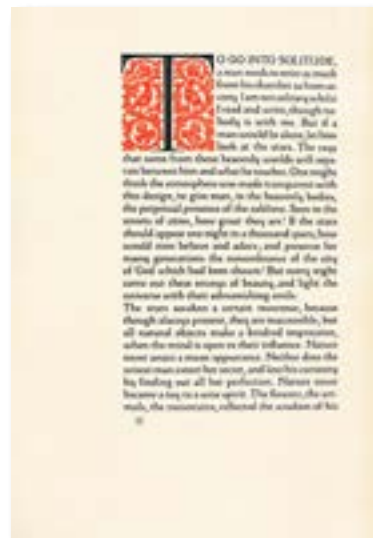 TO GO INTO SOLITUDE,
a man needs to retire as much
from his chamber as from so-
ciety. I am not solitary whilst
I read and write, though no-
body is with me. But if a
man would be alone, let him
look at the stars. The rays
that come from those heavenly worlds will sepa-
rate between him and what he touches. One might
think the atmosphere was made transparent with
this design, to give man, in the heavenly bodies,
the perpetual presence of the sublime. Seen in the
streets of cities, how great they are! If the stars
should appear one night in a thousand years, how
would men believe and adore; and preserve for
many generations the remembrance of the city
of God which had been shown! But every night
come out these envoys of beauty, and light the
universe with their admonishing smile.
The stars awaken a certain reverence, because
though always present, they are inaccessible; but
all natural objects make a kindred impression,
when the mind is open to their influence. Nature
never wears a mean appearance. Neither does the
wisest man extort her secret, and lose his curiosity
by finding out all her perfection. Nature never
became a toy to a wise spirit. The flowers, the ani-
mals, the mountains, reflected the wisdom of his